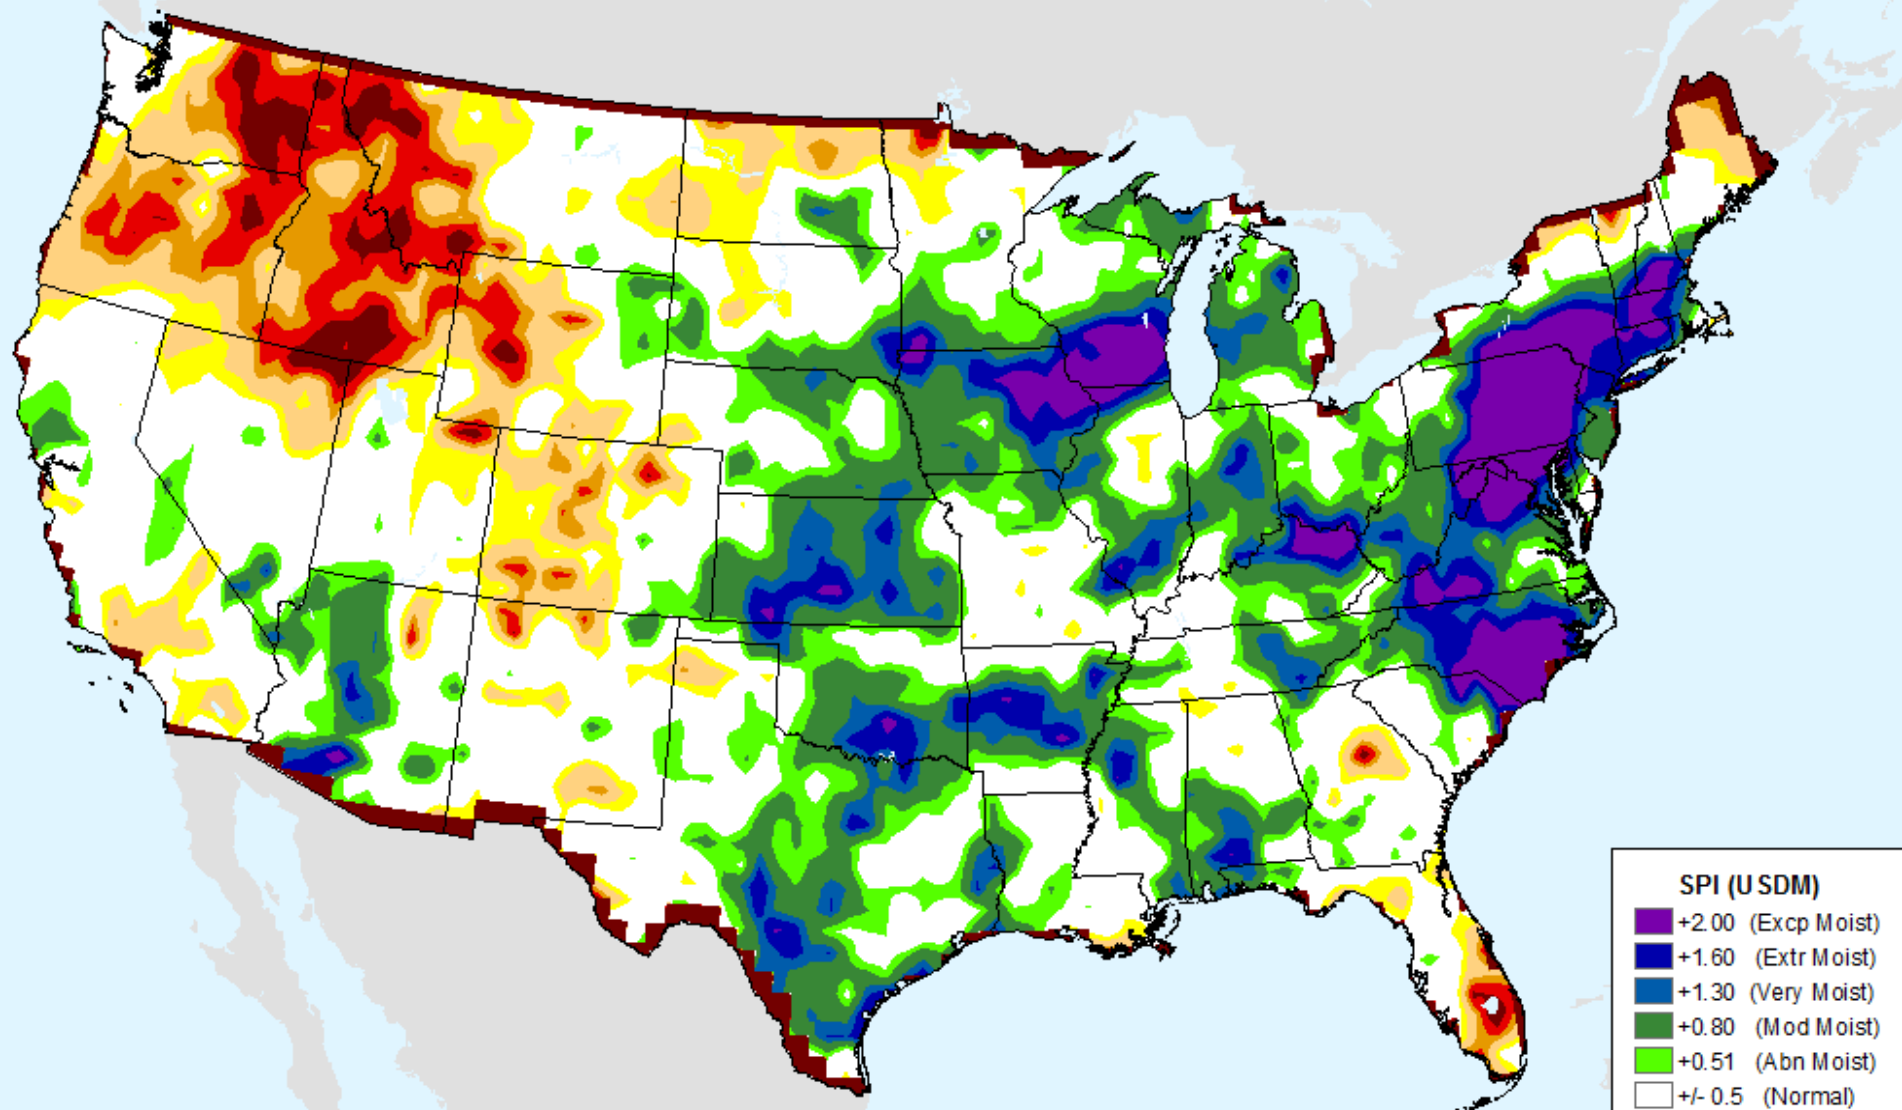 SPI (USDM)
+2.00 (Excp Moist)
+1.60 (Extr Moist)
+1.30 (Very Moist)
+0.80 (Mod Moist)
+0.51 (Abn Moist)
+/- 0.5 (Normal)